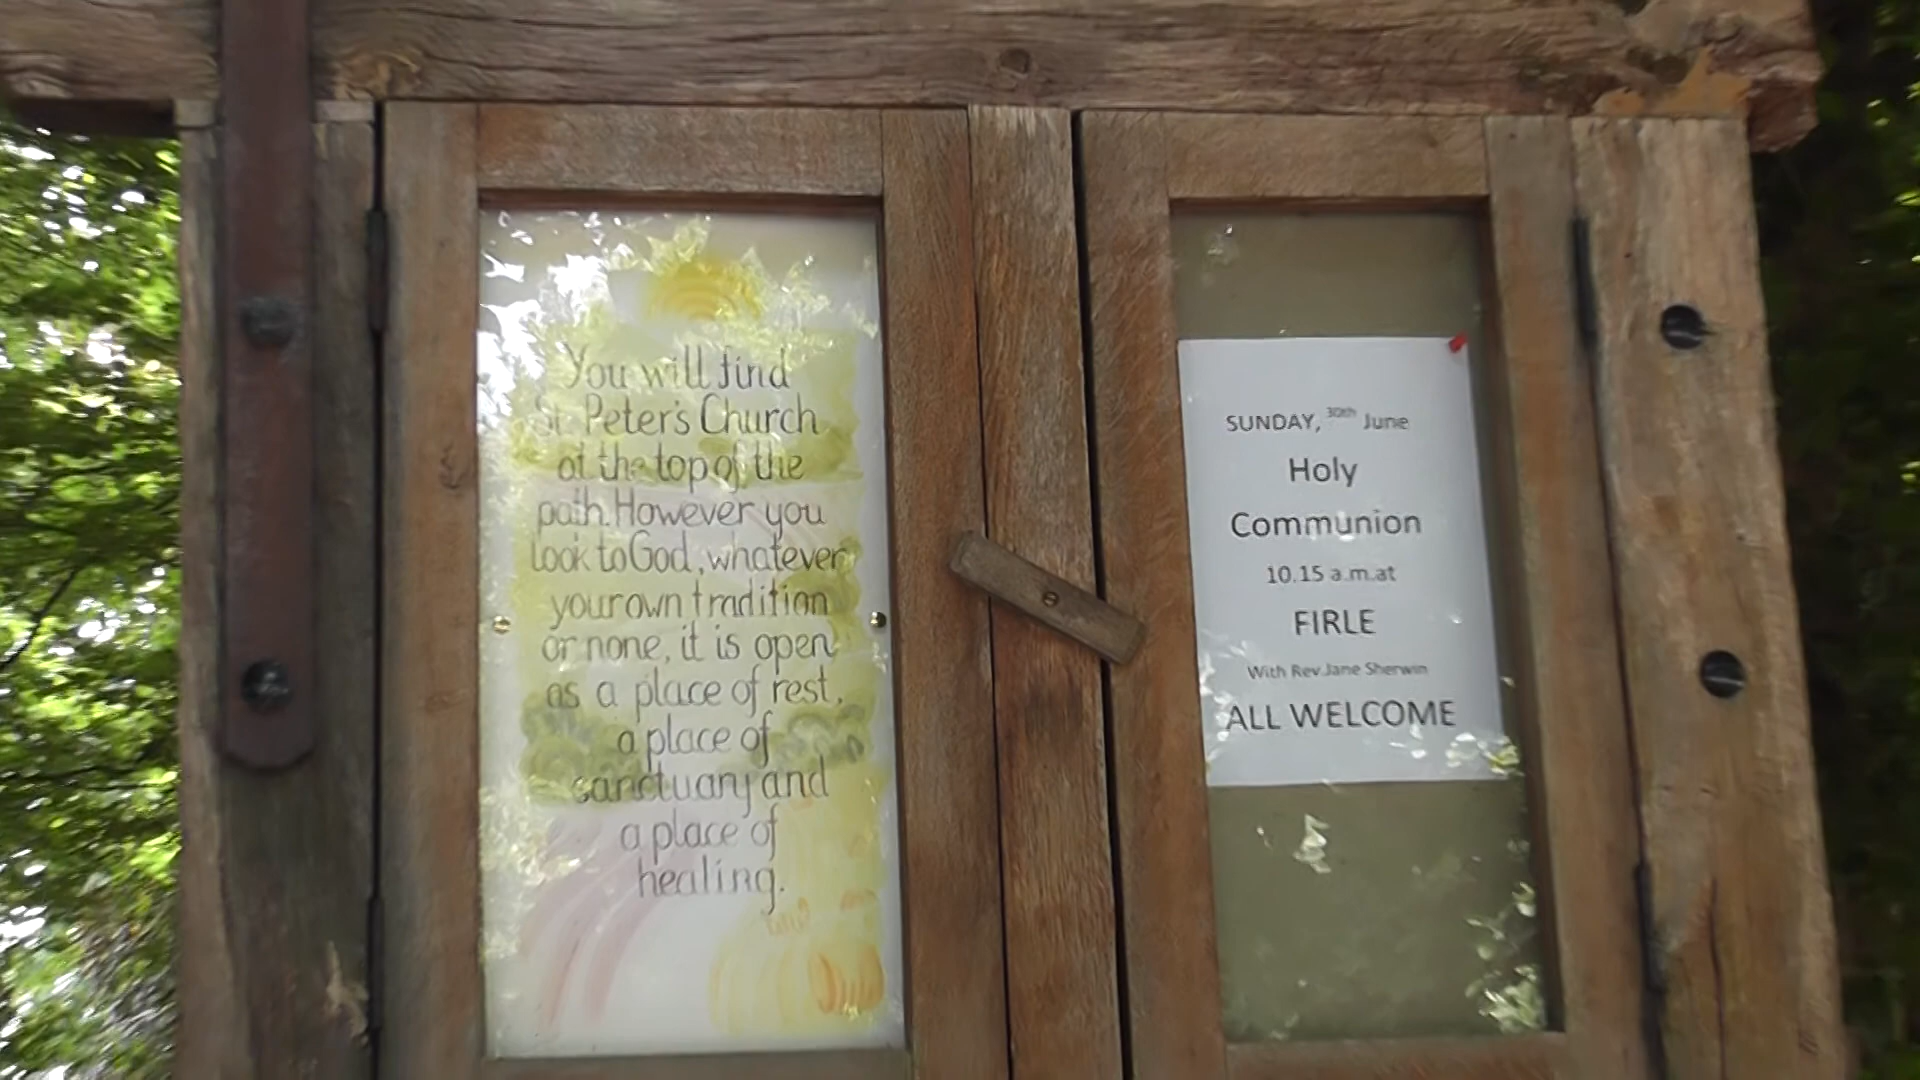 You will find
St. Peter's Church
at the top of the
path. However you
look to God, whatever
your own tradition
or none, it is open
as a place of rest,
a place of
sanctuary and
a place of
healing.
SUNDAY, 30th June
Holy
Communion
10.15 a.m.at
FIRLE
With Rev.Jane Sherwin
ALL WELCOME